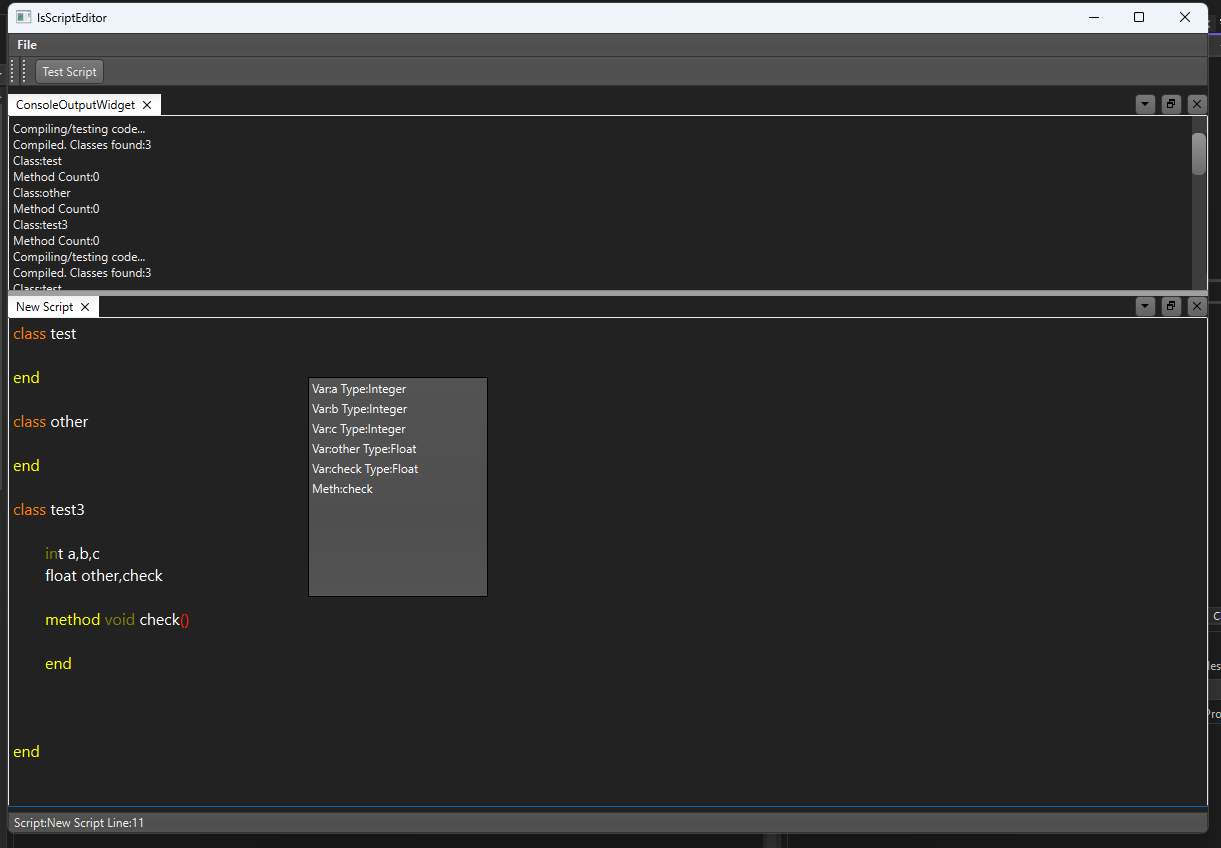 IsScriptEditor
File
Test Script
ConsoleOutputWidget
Compiling/testing code...
Compiled. Classes found:3
Class:test
Method Count:0
Class:other
Method Count:0
Class:test3
Method Count:0
Compiling/testing code...
Compiled. Classes found:3
Class:test
New Script
class test
end
class other
end
class test3
int a,b,c
float other,check
method void check()
end
end
Var:a Type:Integer
Var:b Type:Integer
Var:c Type:Integer
Var:other Type:Float
Var:check Type:Float
Meth:check
Script:New Script Line:11